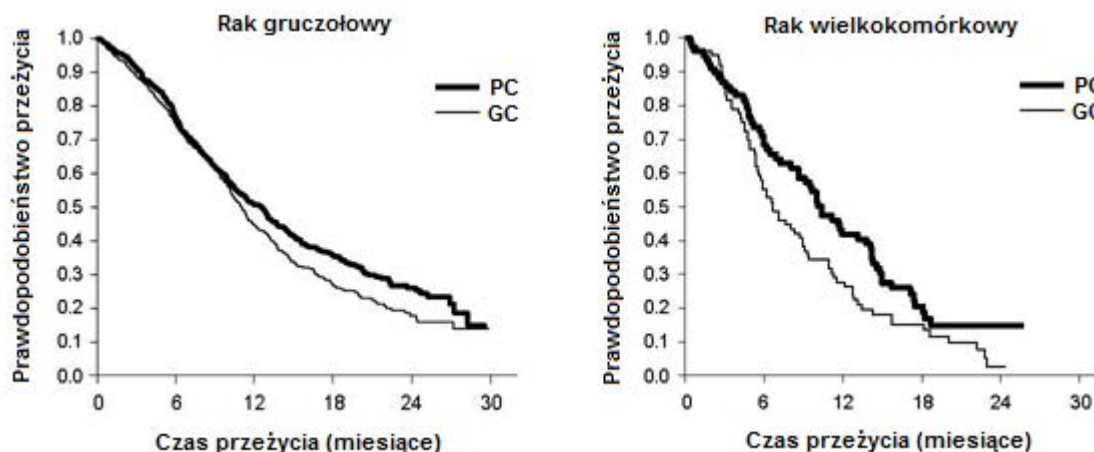 Rak gruczołowy
Prawdopodobieństwo przeżycia
1.0
0.9
0.8
0.7
0.6
0.5
0.4
0.3
0.2
0.1
0.0
PC
GC
0 6 12 18 24 30
Czas przeżycia (miesiące)
Rak wielkokomórkowy
Prawdopodobieństwo przeżycia
1.0
0.9
0.8
0.7
0.6
0.5
0.4
0.3
0.2
0.1
0.0
PC
GC
0 6 12 18 24 30
Czas przeżycia (miesiące)